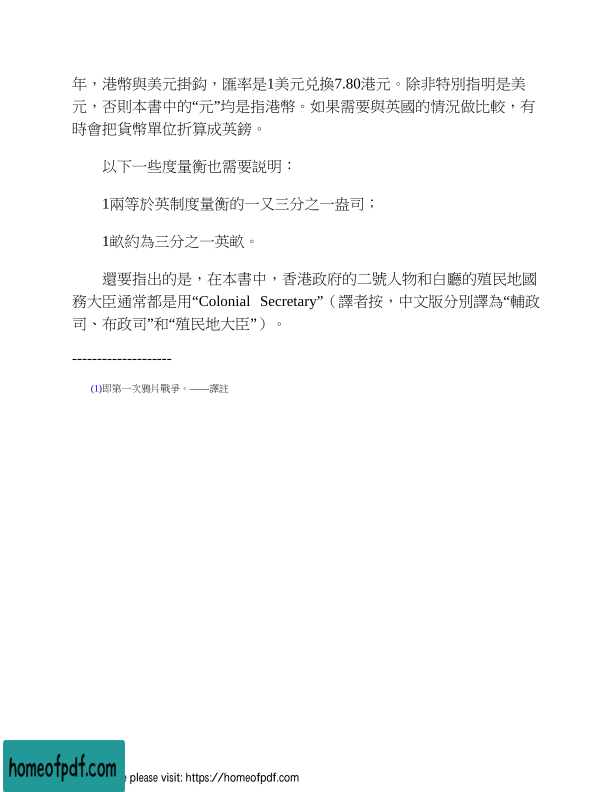 年，港幣與美元掛鈎，匯率是1美元兑換7.80港元。除非特別指明是美
元，否則本書中的“元”均是指港幣。如果需要與英國的情況做比較，有
時會把貨幣單位折算成英鎊。
以下一些度量衡也需要説明：
1兩等於英制度量衡的一又三分之一盎司；
1畝約為三分之一英畝。
還要指出的是，在本書中，香港政府的二號人物和白廳的殖民地國
務大臣通常都是用“Colonial Secretary”（譯者按，中文版分別譯為“輔政
司、布政司”和“殖民地大臣”）。
--------------------
(1)即第一次鴉片戰爭。——譯註
homeofpdf.com
e please visit: https://homeofpdf.com